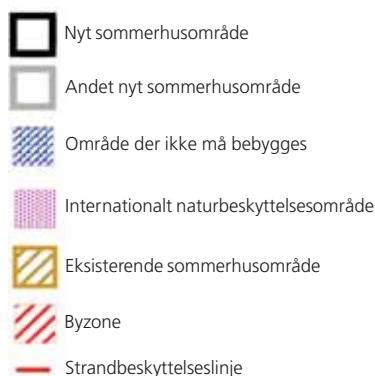 Nyt sommerhusområde
Andet nyt sommerhusområde
Område der ikke må bebygges
Internationalt naturbeskyttelsesområde
Eksisterende sommerhusområde
Byzone
Strandbeskyttelseslinje